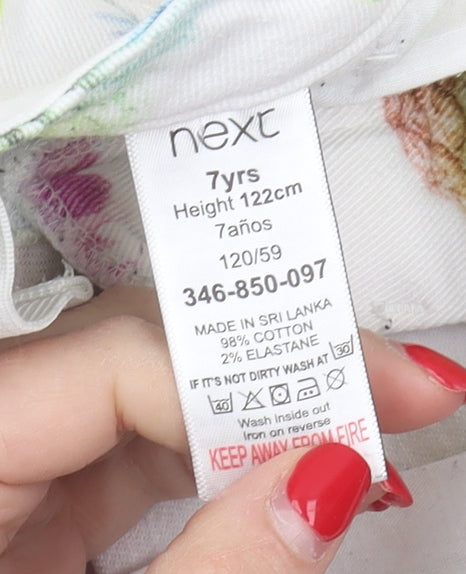 next
7yrs
Height 122cm
7años
120/59
346-850-097
MADE IN SRI LANKA
98% COTTON
2% ELASTANE
IF IT'S NOT DIRTY WASH AT 30
40
Wash inside out
Iron on reverse
KEEP AWAY FROM FIRE